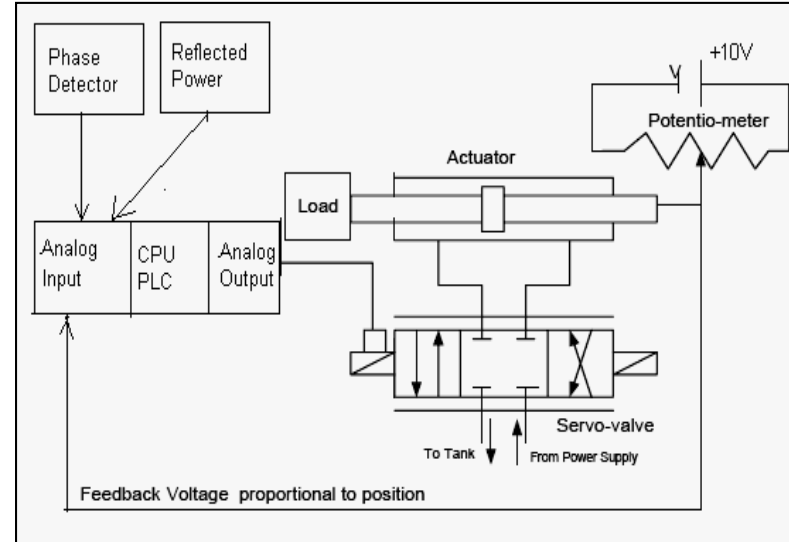 Phase
Detector
Reflected
Power
+10V
V
Potentio-meter
Actuator
Load
Analog
Input
CPU
PLC
Analog
Output
Servo-valve
To Tank
From Power Supply
Feedback Voltage proportional to position